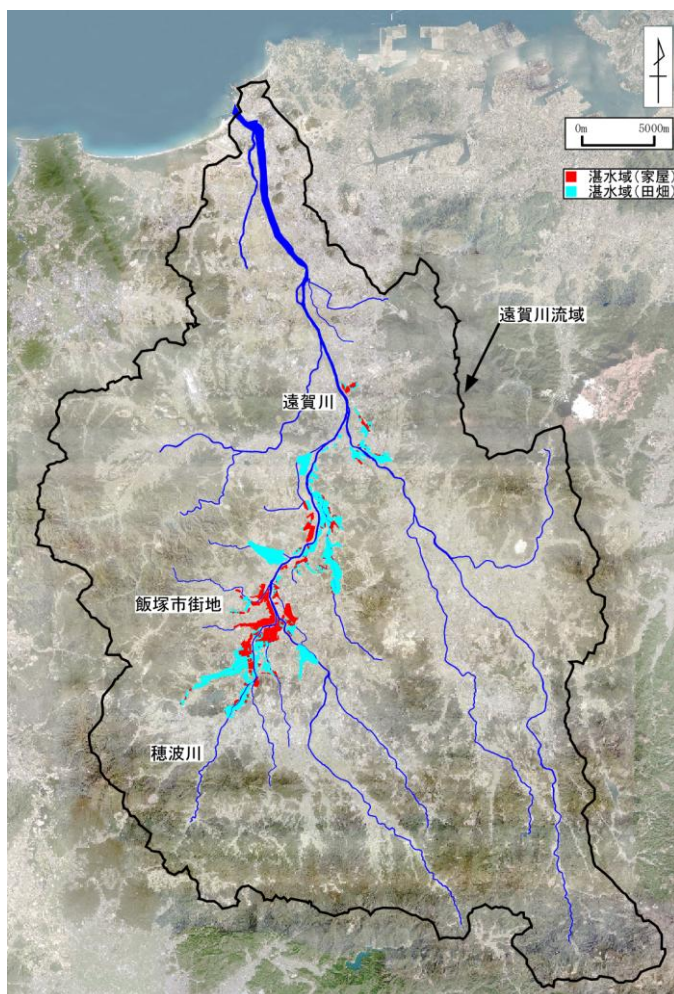 0m 5000m
湛水域(家屋)
湛水域(田畑)
遠賀川流域
遠賀川
飯塚市街地
穂波川